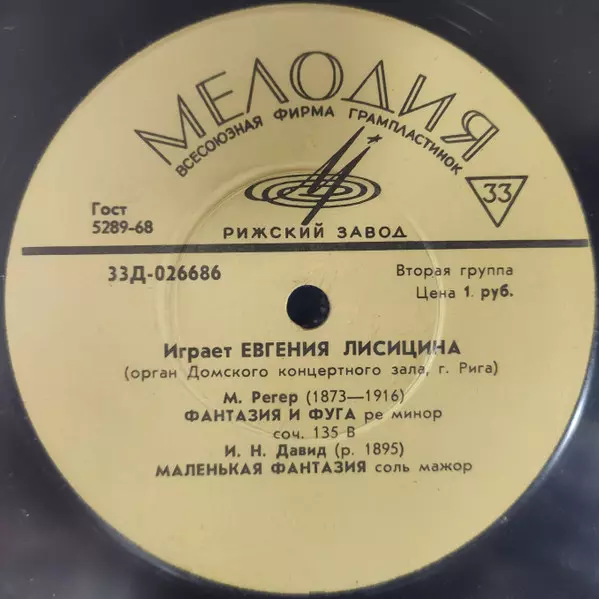 МЕЛОДИЯ
ВСЕСОЮЗНАЯ ФИРМА ГРАМПЛАСТИНОК
33
Гост
5289-68
РИЖСКИЙ ЗАВОД
33Д-026686
Вторая группа
Цена 1. руб.
Играет ЕВГЕНИЯ ЛИСИЦИНА
(орган Домского концертного зала, г. Рига)
М. Регер (1873—1916)
ФАНТАЗИЯ И ФУГА ре минор
соч. 135 В
И. Н. Давид (р. 1895)
МАЛЕНЬКАЯ ФАНТАЗИЯ соль мажор